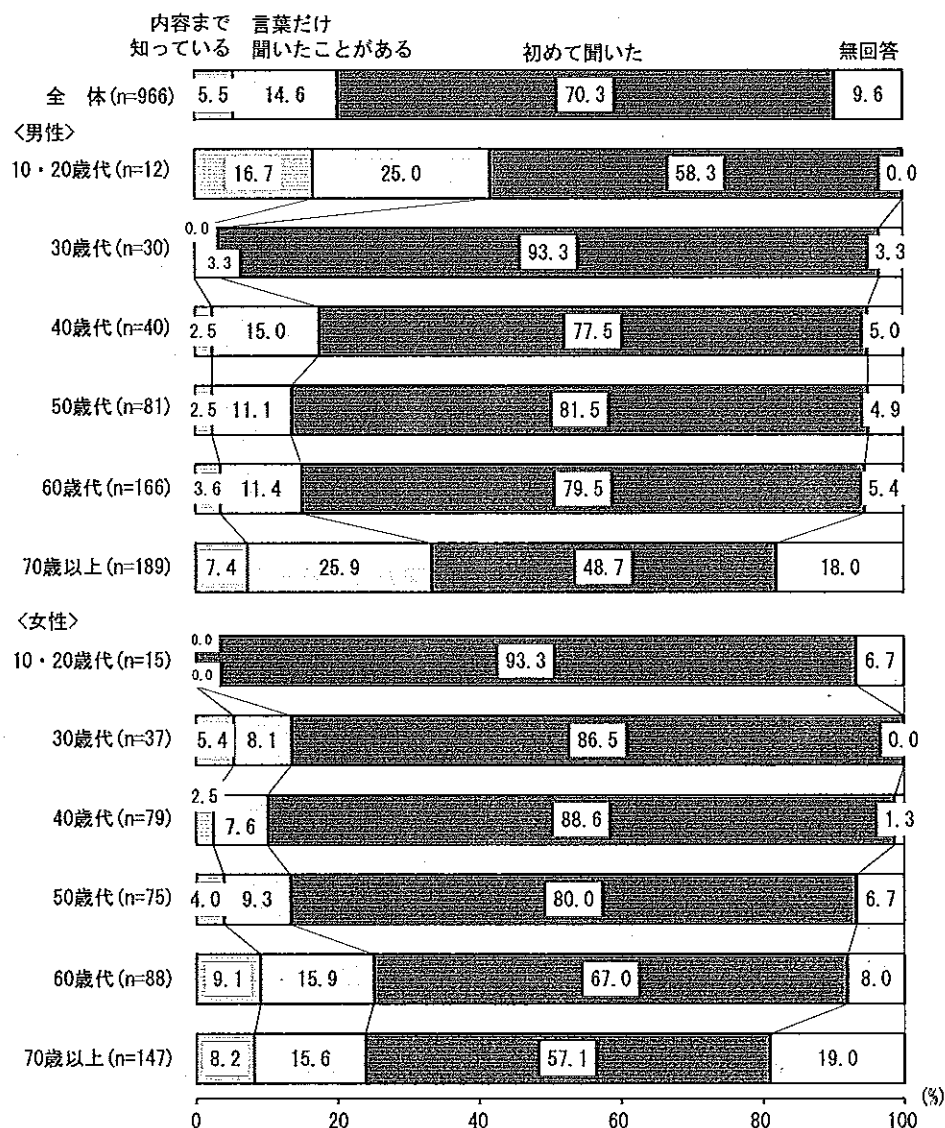 内容まで 言葉だけ
知っている 聞いたことがある 初めて聞いた 無回答
全 体(n=966) 5.5 14.6 70.3 9.6
<男性>
10・20歳代(n=12) 16.7 25.0 58.3 0.0
0.0
30歳代(n=30) 3.3 93.3 3.3
40歳代(n=40) 2.5 15.0 77.5 5.0
50歳代(n=81) 2.5 11.1 81.5 4.9
60歳代(n=166) 3.6 11.4 79.5 5.4
70歳以上(n=189) 7.4 25.9 48.7 18.0
<女性>
0.0
10・20歳代(n=15) 0.0 93.3 6.7
30歳代(n=37) 5.4 8.1 86.5 0.0
2.5
40歳代(n=79) 7.6 88.6 1.3
50歳代(n=75) 4.0 9.3 80.0 6.7
60歳代(n=88) 9.1 15.9 67.0 8.0
70歳以上(n=147) 8.2 15.6 57.1 19.0
0 20 40 60 80 100 (%)